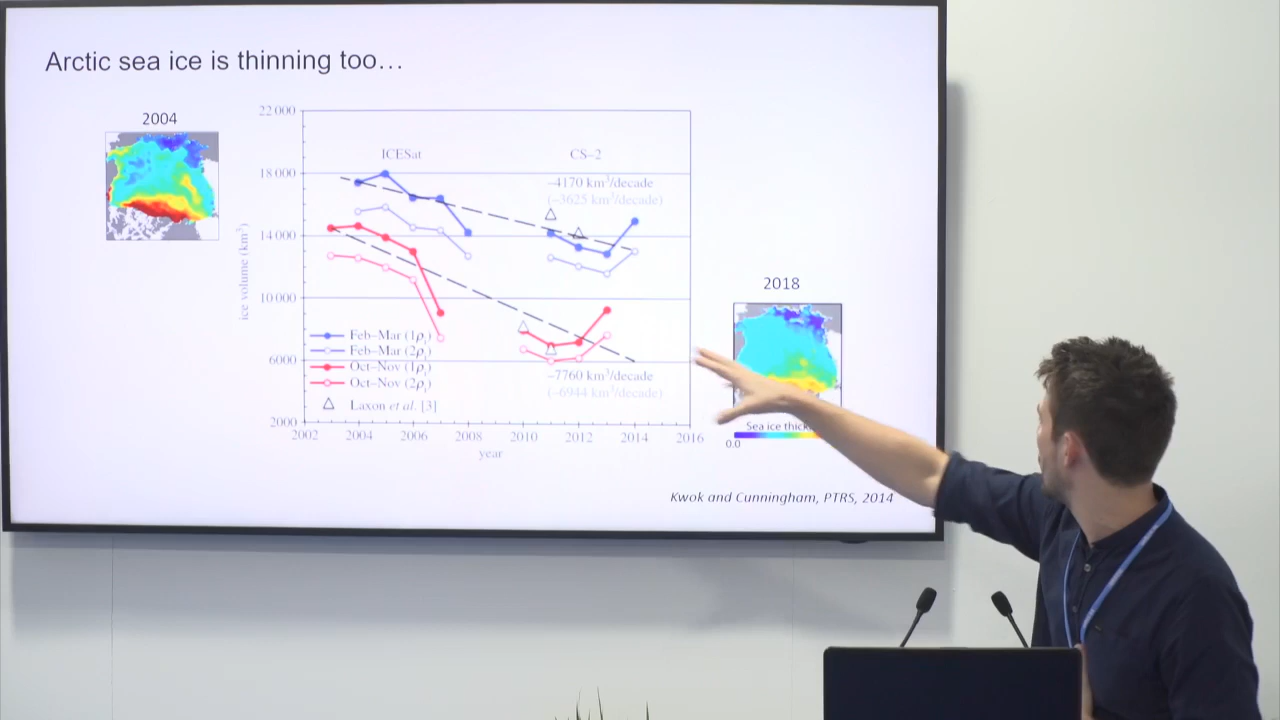 Arctic sea ice is thinning too…
2004
22 000
18 000
14 000
10 000
6000
2000
ice volume (km³)
ICESat
CS–2
–4170 km³/decade
(–3625 km³/decade)
Feb–Mar (1ρᵢ)
Feb–Mar (2ρᵢ)
Oct–Nov (1ρᵢ)
Oct–Nov (2ρᵢ)
Laxon et al. [3]
–7760 km³/decade
(–6944 km³/decade)
2002 2004 2006 2008 2010 2012 2014 2016
year
2018
Sea ice
0.0
Kwok and Cunningham, PTRS, 2014